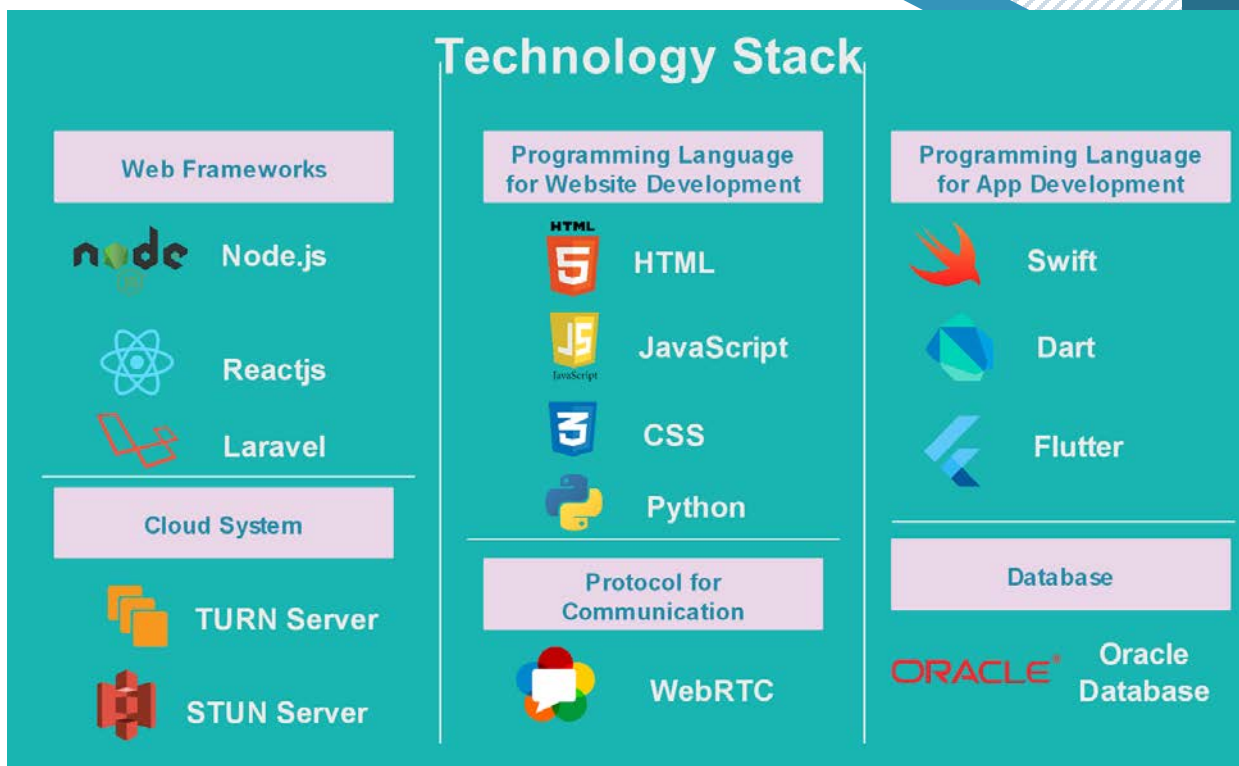 Technology Stack
Web Frameworks
node
Node.js
Reactjs
Laravel
Cloud System
TURN Server
STUN Server
Programming Language
for Website Development
HTML
5
HTML
JS
JavaScript
JavaScript
3
CSS
Python
Protocol for
Communication
WebRTC
Programming Language
for App Development
Swift
Dart
Flutter
Database
ORACLE®
Oracle
Database